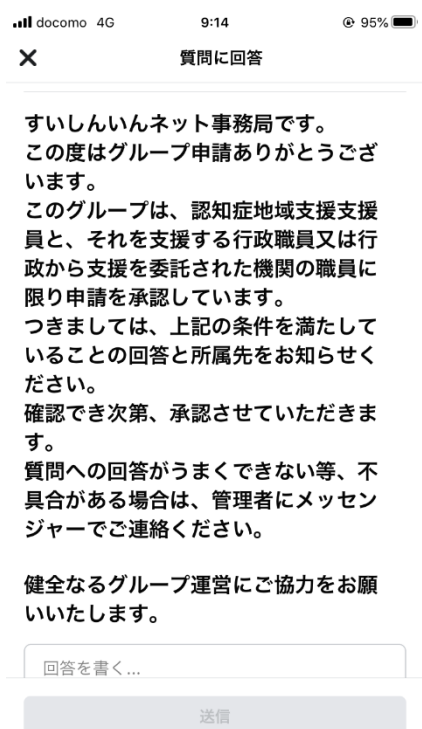 docomo 4G 9:14 95%
質問に回答
すいしんいんネット事務局です。
この度はグループ申請ありがとうござ
います。
このグループは、認知症地域支援支援
員と、それを支援する行政職員又は行
政から支援を委託された機関の職員に
限り申請を承認しています。
つきましては、上記の条件を満たして
いることの回答と所属先をお知らせく
ださい。
確認でき次第、承認させていただきま
す。
質問への回答がうまくできない等、不
具合がある場合は、管理者にメッセン
ジャーでご連絡ください。
健全なるグループ運営にご協力をお願
いいたします。
回答を書く...
送信